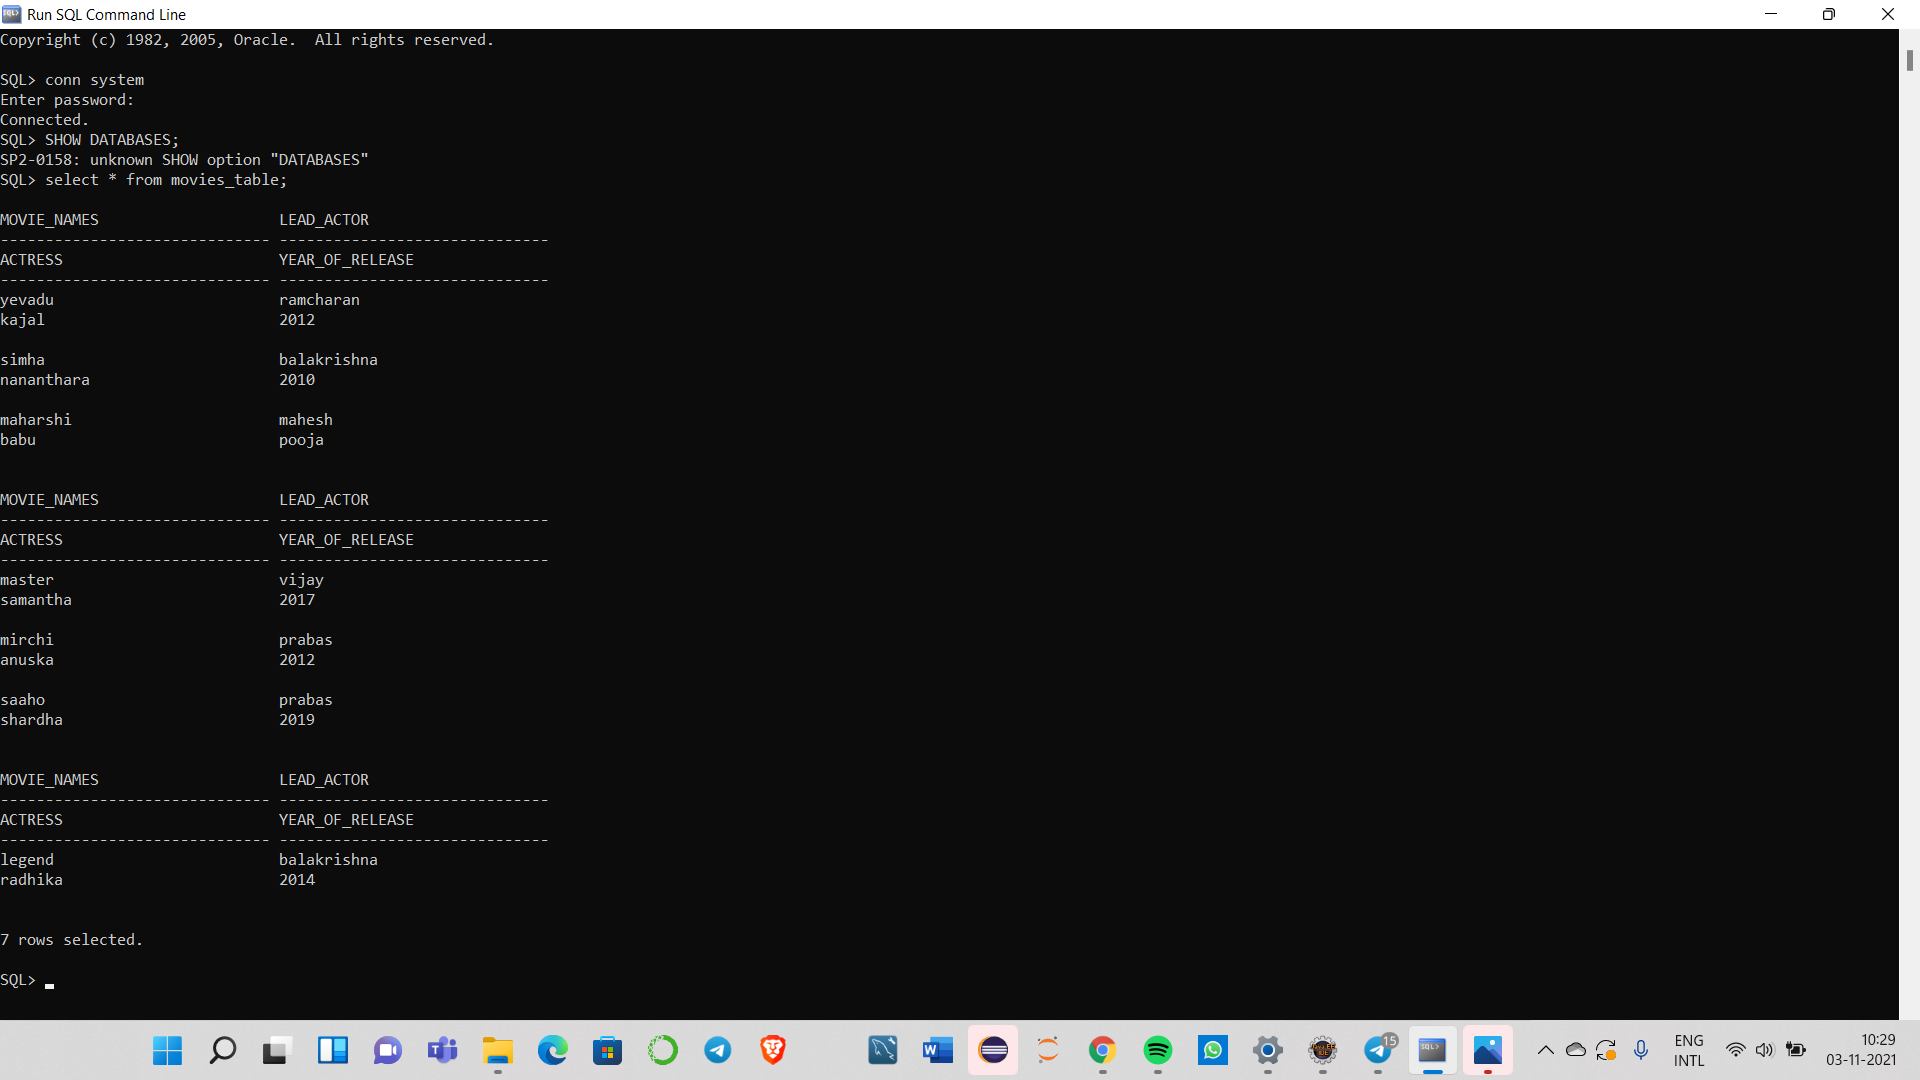 Run SQL Command Line
Copyright (c) 1982, 2005, Oracle.  All rights reserved.
SQL> conn system
Enter password:
Connected.
SQL> SHOW DATABASES;
SP2-0158: unknown SHOW option "DATABASES"
SQL> select * from movies_table;
MOVIE_NAMES                    LEAD_ACTOR
------------------------------ ------------------------------
ACTRESS                        YEAR_OF_RELEASE
------------------------------ ------------------------------
yevadu                         ramcharan
kajal                          2012
simha                          balakrishna
nananthara                     2010
maharshi                       mahesh
babu                           pooja
MOVIE_NAMES                    LEAD_ACTOR
------------------------------ ------------------------------
ACTRESS                        YEAR_OF_RELEASE
------------------------------ ------------------------------
master                         vijay
samantha                       2017
mirchi                         prabas
anuska                         2012
saaho                          prabas
shardha                        2019
MOVIE_NAMES                    LEAD_ACTOR
------------------------------ ------------------------------
ACTRESS                        YEAR_OF_RELEASE
------------------------------ ------------------------------
legend                         balakrishna
radhika                        2014
7 rows selected.
SQL>
15
ENG
INTL
10:29
03-11-2021